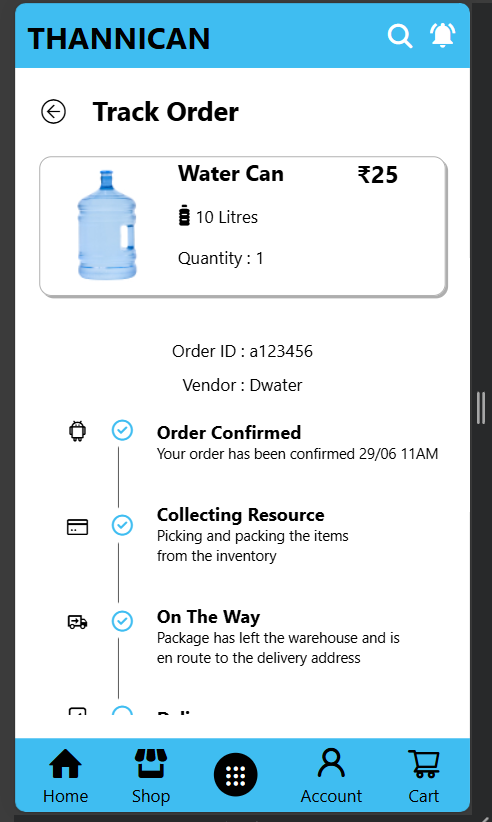 THANNICAN
Track Order
Water Can ₹25
10 Litres
Quantity : 1
Order ID : a123456
Vendor : Dwater
Order Confirmed
Your order has been confirmed 29/06 11AM
Collecting Resource
Picking and packing the items
from the inventory
On The Way
Package has left the warehouse and is
en route to the delivery address
Home Shop Account Cart